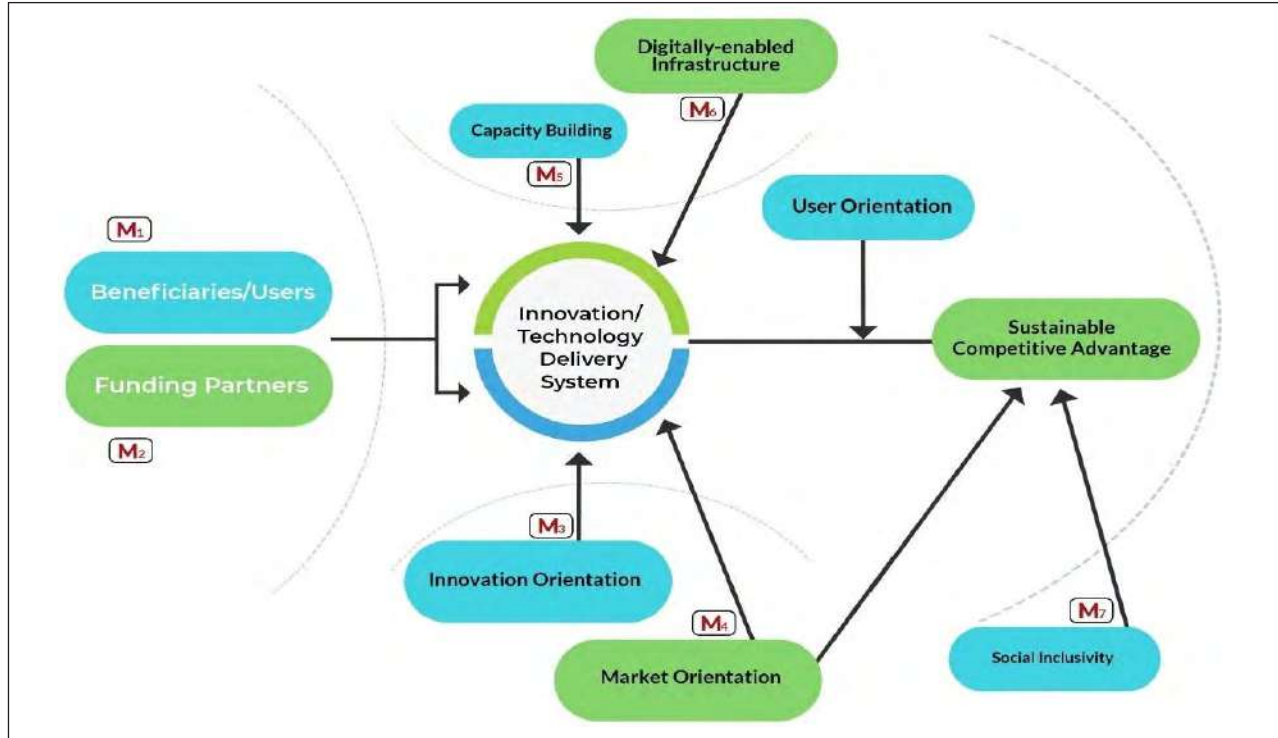 Digitally-enabled
Infrastructure
M6
Capacity Building
M5
User Orientation
M1
Beneficiaries/Users
Funding Partners
M2
Innovation/
Technology
Delivery
System
Sustainable
Competitive Advantage
M3
Innovation Orientation
M4
Market Orientation
M7
Social Inclusivity